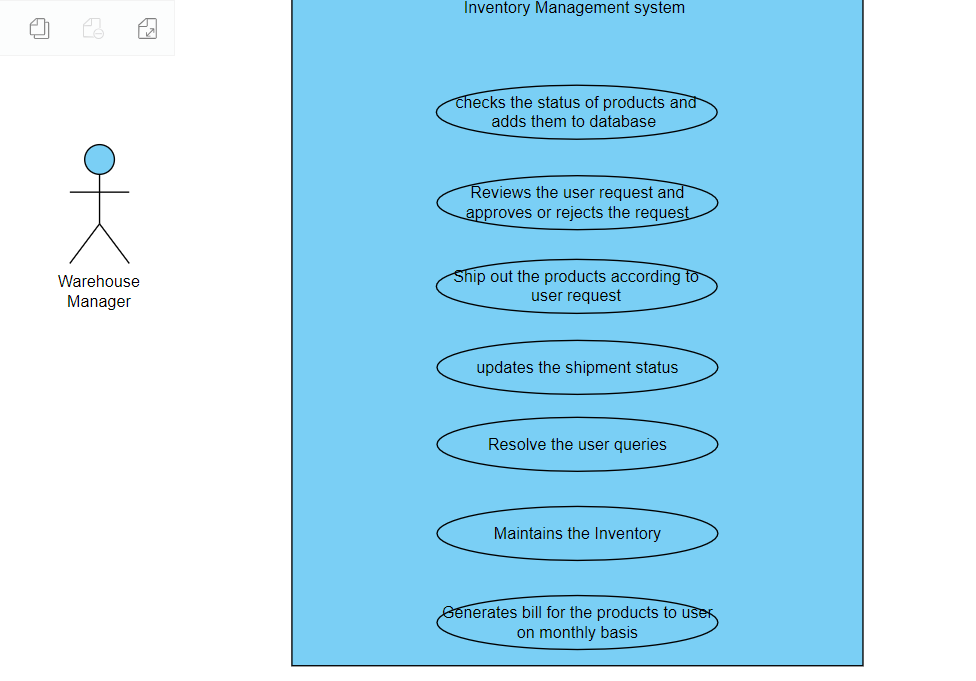 Inventory Management system
checks the status of products and
adds them to database
Reviews the user request and
approves or rejects the request
Warehouse
Manager
Ship out the products according to
user request
updates the shipment status
Resolve the user queries
Maintains the Inventory
Generates bill for the products to user
on monthly basis